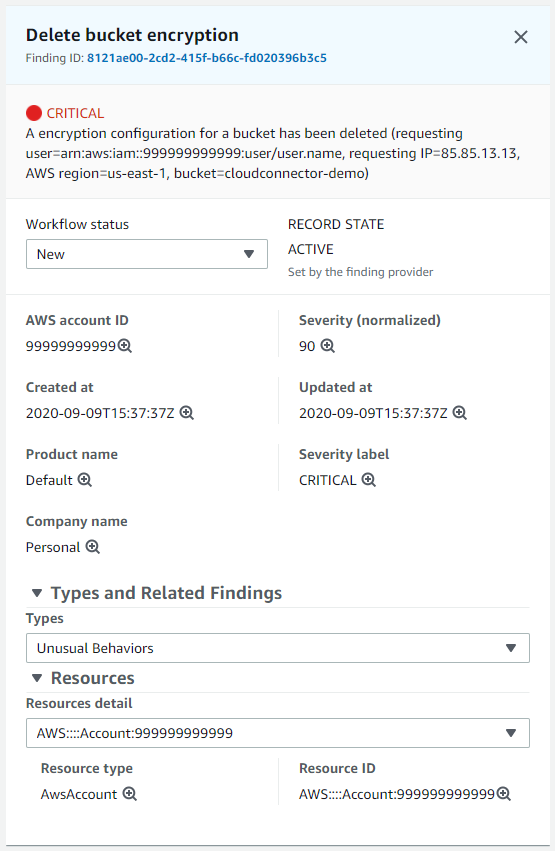 Delete bucket encryption
Finding ID: 8121ae00-2cd2-415f-b66c-fd020396b3c5
CRITICAL
A encryption configuration for a bucket has been deleted (requesting
user=arn:aws:iam::999999999999:user/user.name, requesting IP=85.85.13.13,
AWS region=us-east-1, bucket=cloudconnector-demo)
Workflow status
New
RECORD STATE
ACTIVE
Set by the finding provider
AWS account ID
99999999999
Severity (normalized)
90
Created at
2020-09-09T15:37:37Z
Updated at
2020-09-09T15:37:37Z
Product name
Default
Severity label
CRITICAL
Company name
Personal
Types and Related Findings
Types
Unusual Behaviors
Resources
Resources detail
AWS::::Account:999999999999
Resource type
AwsAccount
Resource ID
AWS::::Account:999999999999